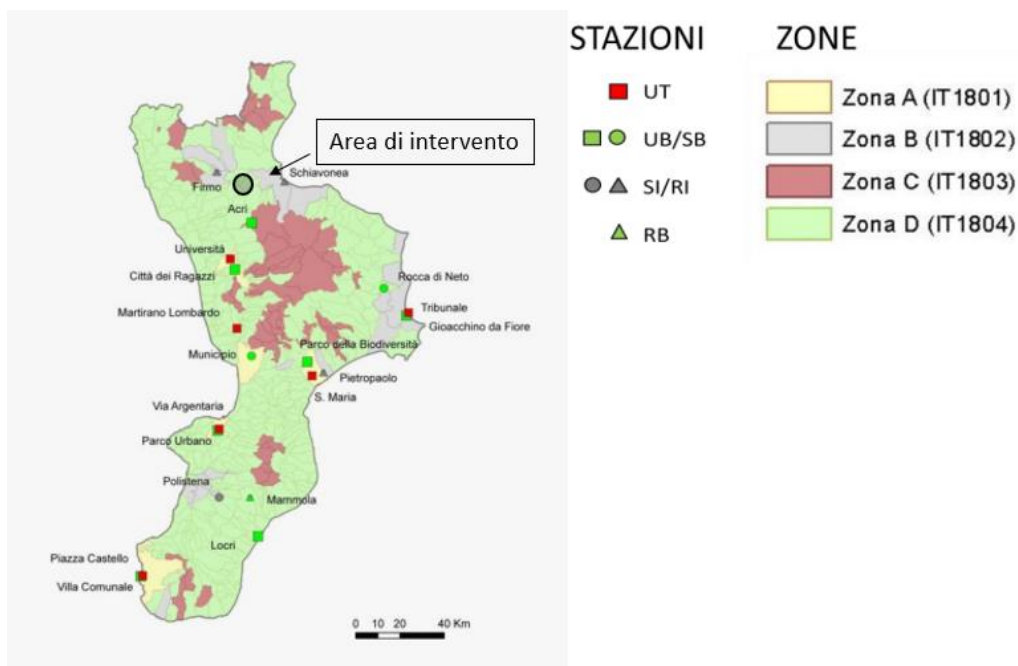 STAZIONI
UT
UB/SB
SI/RI
RB
ZONE
Zona A (IT1801)
Zona B (IT1802)
Zona C (IT1803)
Zona D (IT1804)
Area di intervento
Schiavonea
Firmo
Acri
Università
Città dei Ragazzi
Rocca di Neto
Martirano Lombardo
Tribunale
Gioacchino da Fiore
Parco della Biodiversità
Municipio
Pietropaolo
S. Maria
Via Argentaria
Parco Urbano
Polistena
Mammola
Locri
Piazza Castello
Villa Comunale
0 10 20 40 Km